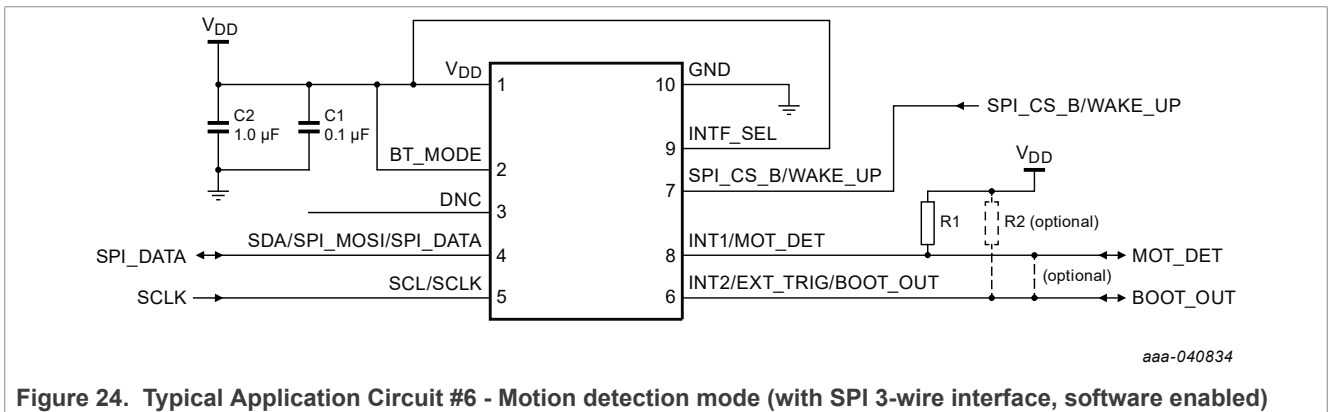 VDD
C2
1.0 µF
C1
0.1 µF
VDD
1
BT_MODE
2
DNC
3
SPI_DATA
SDA/SPI_MOSI/SPI_DATA
4
SCLK
SCL/SCLK
5
10
GND
INTF_SEL
9
SPI_CS_B/WAKE_UP
SPI_CS_B/WAKE_UP
7
VDD
R1
R2 (optional)
INT1/MOT_DET
8
MOT_DET
(optional)
INT2/EXT_TRIG/BOOT_OUT
6
BOOT_OUT
aaa-040834
Figure 24. Typical Application Circuit #6 - Motion detection mode (with SPI 3-wire interface, software enabled)